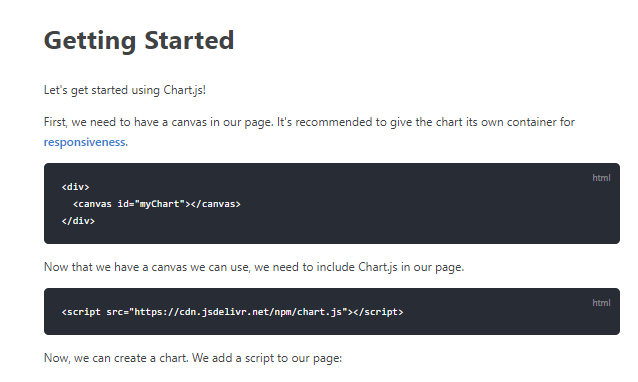 Getting Started
Let's get started using Chart.js!
First, we need to have a canvas in our page. It's recommended to give the chart its own container for
responsiveness.
html
<div>
  <canvas id="myChart"></canvas>
</div>
Now that we have a canvas we can use, we need to include Chart.js in our page.
html
<script src="https://cdn.jsdelivr.net/npm/chart.js"></script>
Now, we can create a chart. We add a script to our page: